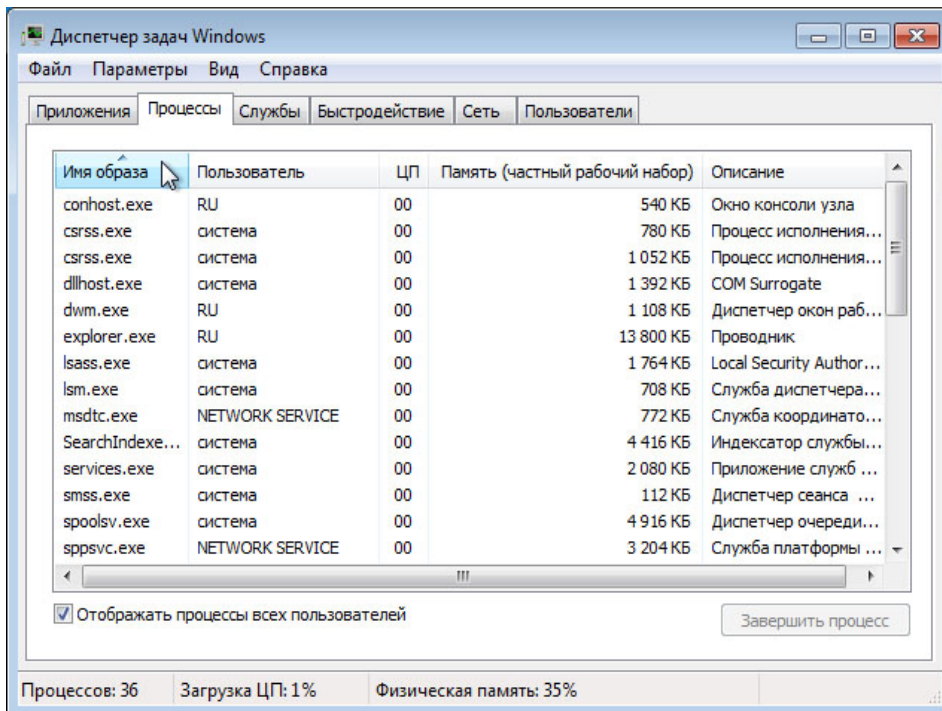 Диспетчер задач Windows
Файл Параметры Вид Справка
Приложения Процессы Службы Быстродействие Сеть Пользователи
Имя образа Пользователь ЦП Память (частный рабочий набор) Описание
conhost.exe RU 00 540 КБ Окно консоли узла
csrss.exe система 00 780 КБ Процесс исполнения...
csrss.exe система 00 1 052 КБ Процесс исполнения...
dllhost.exe система 00 1 392 КБ COM Surrogate
dwm.exe RU 00 1 108 КБ Диспетчер окон раб...
explorer.exe RU 00 13 800 КБ Проводник
lsass.exe система 00 1 764 КБ Local Security Author...
lsm.exe система 00 708 КБ Служба диспетчера...
msdtc.exe NETWORK SERVICE 00 772 КБ Служба координато...
SearchIndexe... система 00 4 416 КБ Индексатор службы...
services.exe система 00 2 080 КБ Приложение служб ...
smss.exe система 00 112 КБ Диспетчер сеанса ...
spoolsv.exe система 00 4 916 КБ Диспетчер очереди...
sppsvc.exe NETWORK SERVICE 00 3 204 КБ Служба платформы ...
Отображать процессы всех пользователей
Завершить процесс
Процессов: 36 Загрузка ЦП: 1% Физическая память: 35%